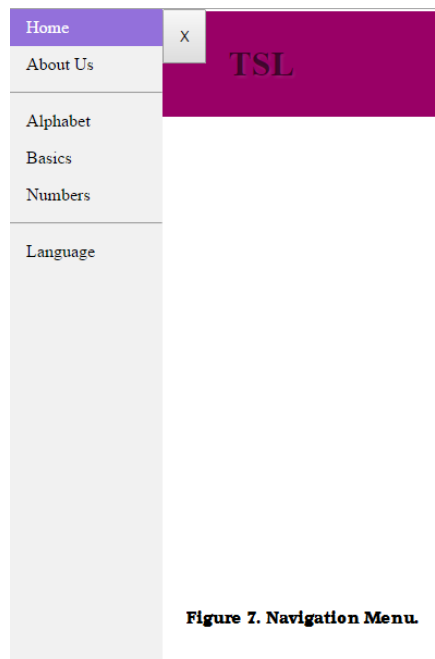 Home
X
TSL
About Us
Alphabet
Basics
Numbers
Language
Figure 7. Navigation Menu.